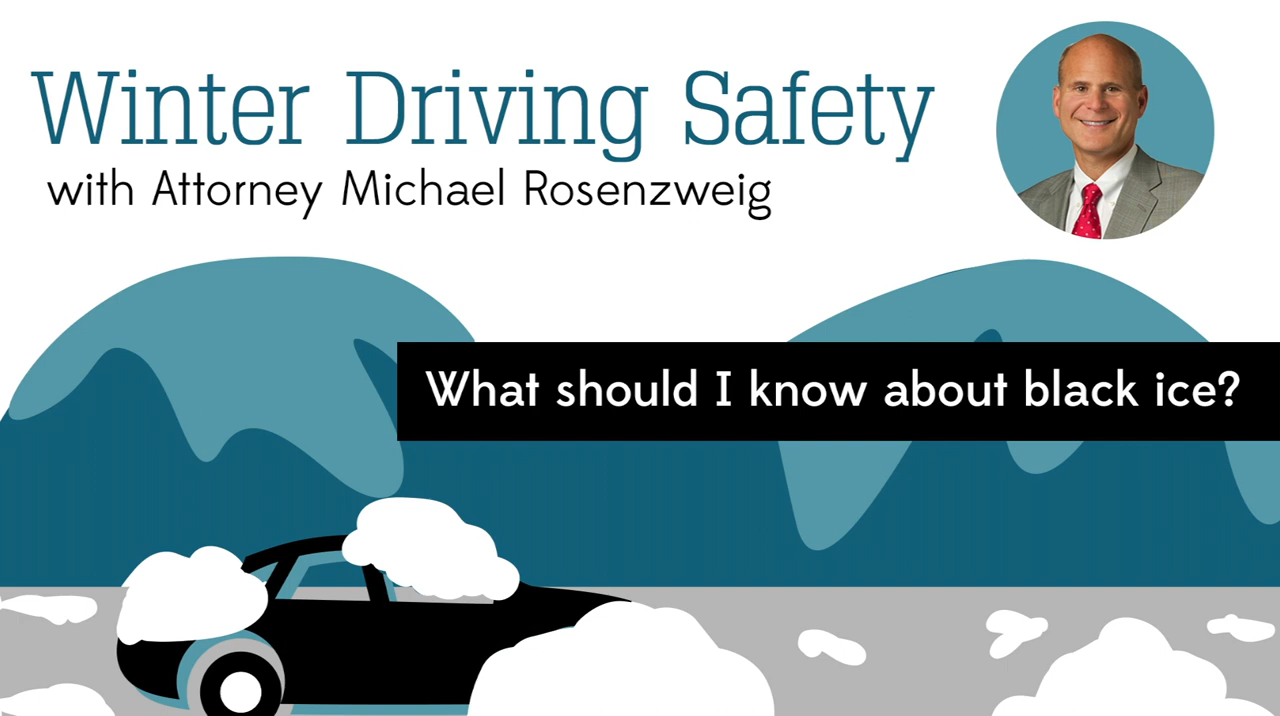 Winter Driving Safety
with Attorney Michael Rosenzweig
What should I know about black ice?